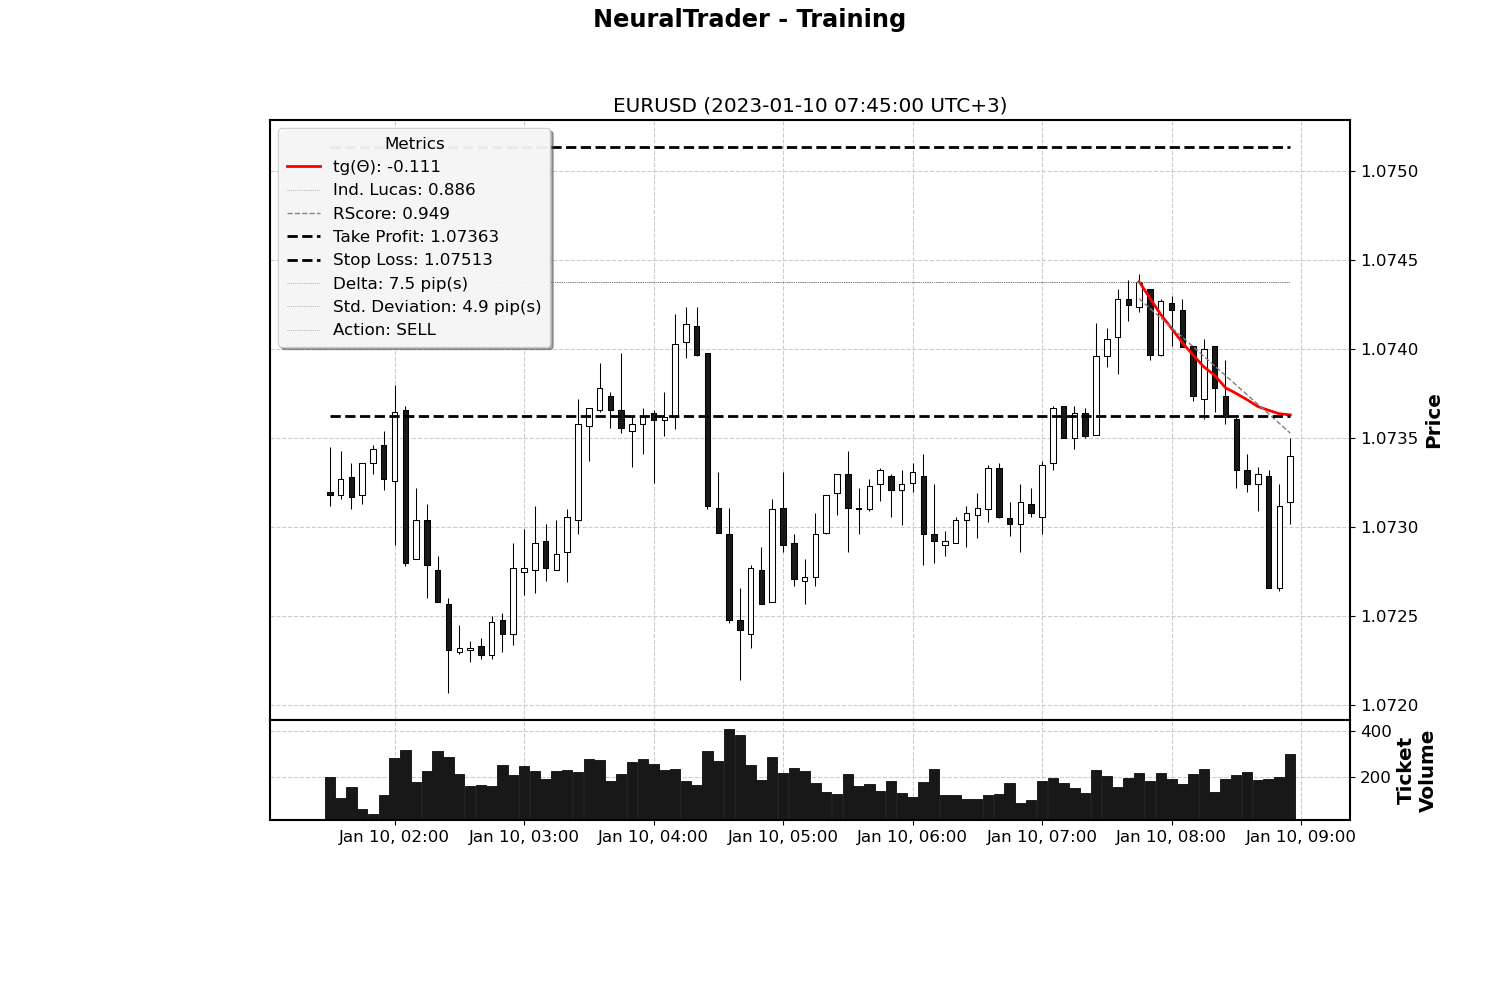 NeuralTrader - Training
EURUSD (2023-01-10 07:45:00 UTC+3)
Metrics
tg(Θ): -0.111
Ind. Lucas: 0.886
RScore: 0.949
Take Profit: 1.07363
Stop Loss: 1.07513
Delta: 7.5 pip(s)
Std. Deviation: 4.9 pip(s)
Action: SELL
1.0750
1.0745
1.0740
1.0735
1.0730
1.0725
1.0720
Price
400
200
Ticket
Volume
Jan 10, 02:00 Jan 10, 03:00 Jan 10, 04:00 Jan 10, 05:00 Jan 10, 06:00 Jan 10, 07:00 Jan 10, 08:00 Jan 10, 09:00